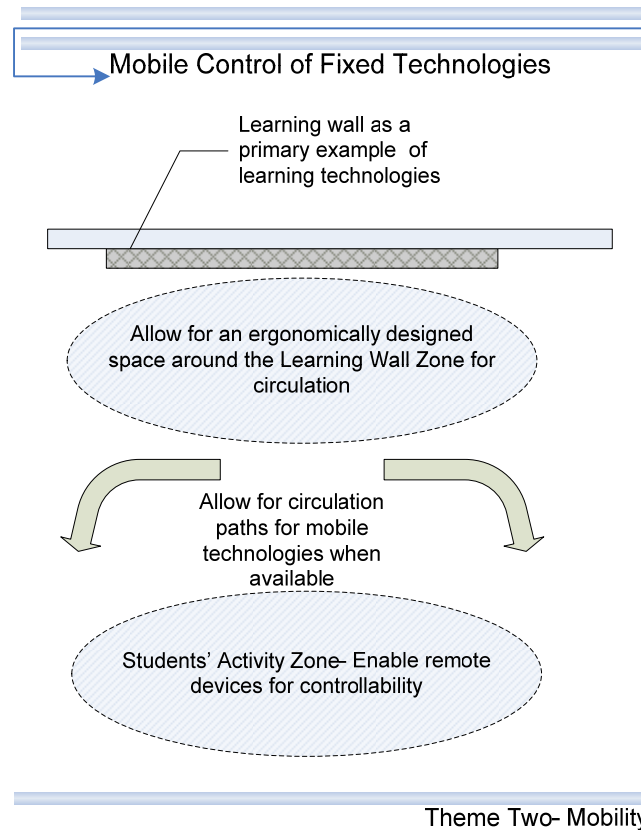 Mobile Control of Fixed Technologies
Learning wall as a
primary example of
learning technologies
Allow for an ergonomically designed
space around the Learning Wall Zone for
circulation
Allow for circulation
paths for mobile
technologies when
available
Students' Activity Zone– Enable remote
devices for controllability
Theme Two– Mobility